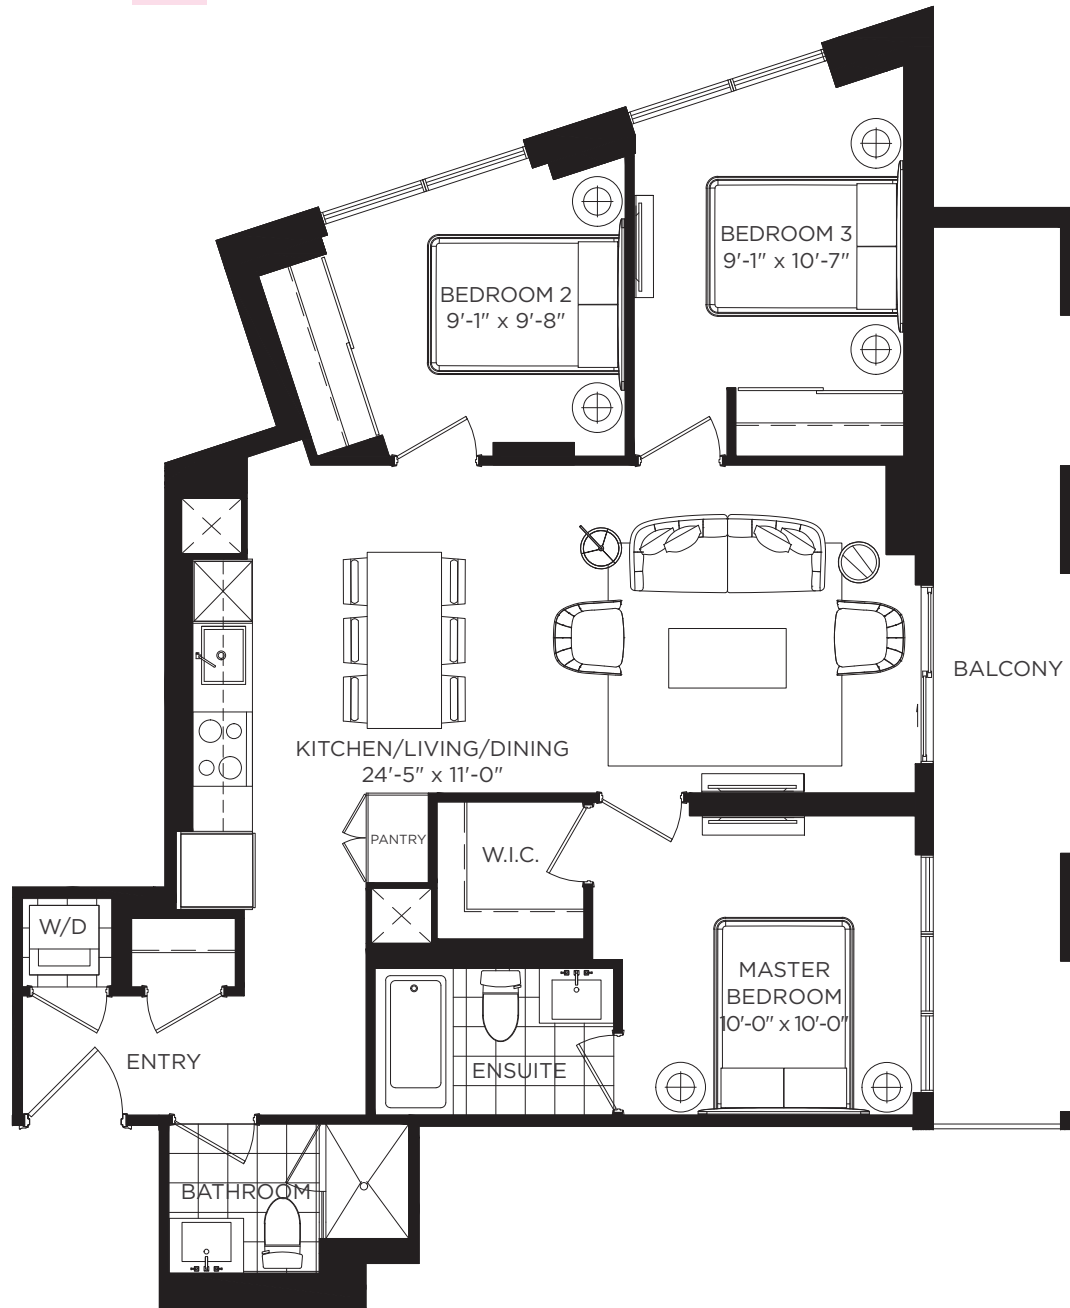 BEDROOM 3
9'-1" x 10'-7"
BEDROOM 2
9'-1" x 9'-8"
BALCONY
KITCHEN/LIVING/DINING
24'-5" x 11'-0"
PANTRY
W.I.C.
W/D
MASTER
BEDROOM
10'-0" x 10'-0"
ENTRY
ENSUITE
BATHROOM